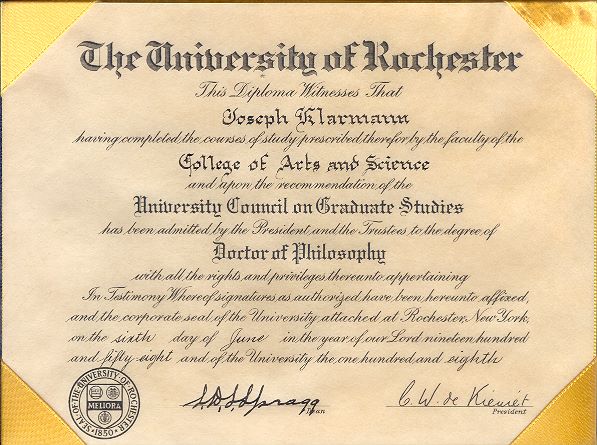 The University of Rochester
This Diploma Witnesses That
Joseph Klarmann
having completed the courses of study prescribed therefor by the faculty of the
College of Arts and Science
and upon the recommendation of the
University Council on Graduate Studies
has been admitted by the President and the Trustees to the degree of
Doctor of Philosophy
with all the rights and privileges thereunto appertaining
In Testimony Whereof signatures as authorized have been hereunto affixed,
and the corporate seal of the University attached at Rochester, New York,
on the sixth day of June in the year of our Lord nineteen hundred
and fifty-eight and of the University the one hundred and eighth
SEAL OF THE UNIVERSITY OF ROCHESTER
MELIORA
1850
Dean
C. W. de Kiewiet
President